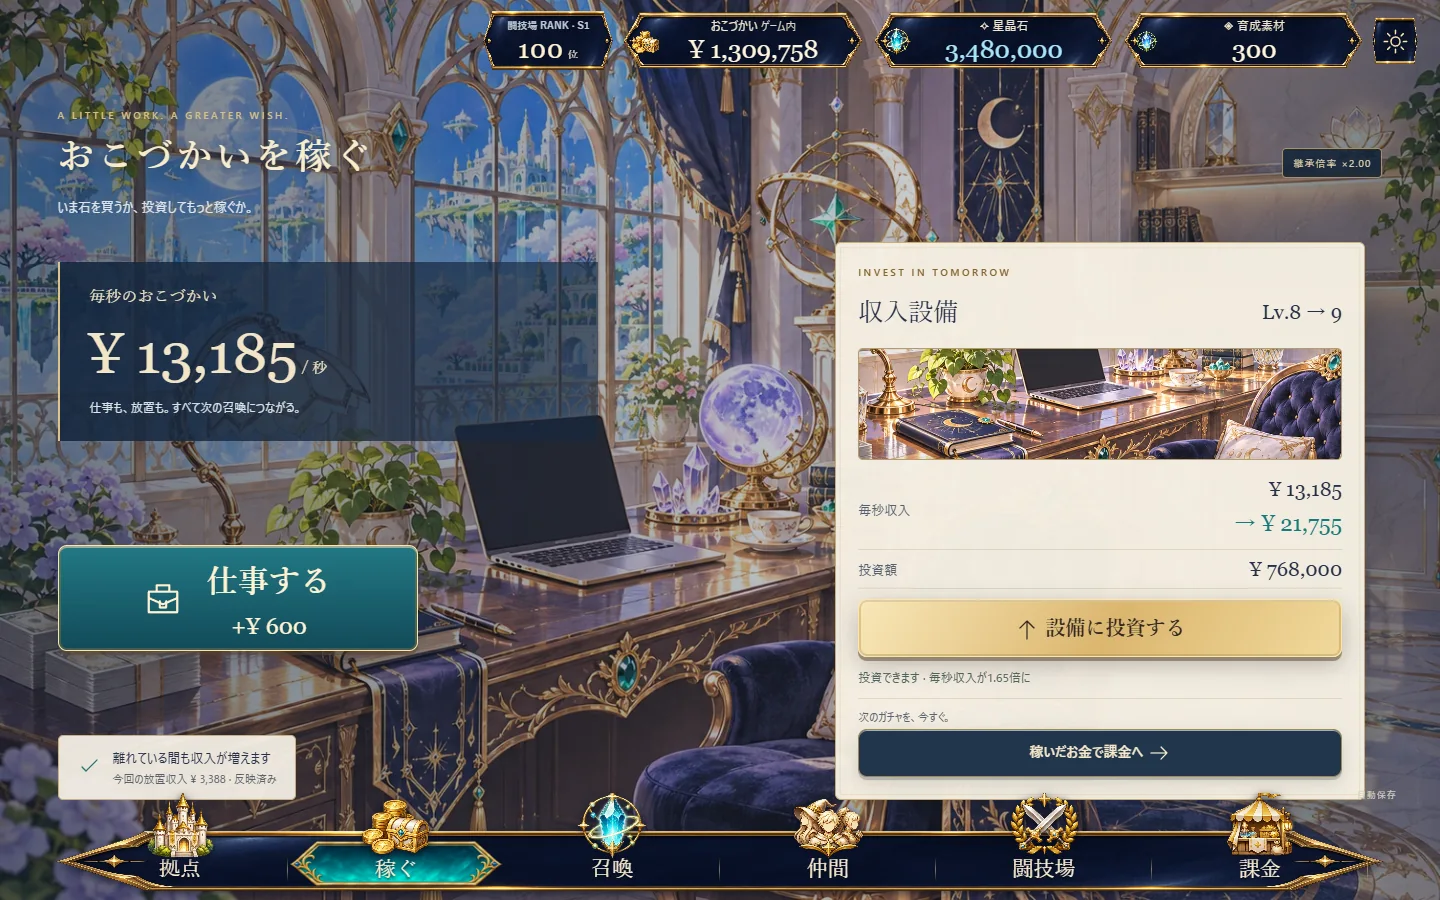 闘技場 RANK · S1
100 位
おこづかい ゲーム内
¥ 1,309,758
✧ 星晶石
3,480,000
◈ 育成素材
300
A LITTLE WORK. A GREATER WISH.
おこづかいを稼ぐ
いま石を買うか、投資してもっと稼ぐか。
継承倍率 ×2.00
毎秒のおこづかい
¥ 13,185 / 秒
仕事も、放置も。すべて次の召喚につながる。
仕事する
+¥ 600
離れている間も収入が増えます
今回の放置収入 ¥ 3,388 · 反映済み
INVEST IN TOMORROW
収入設備
Lv.8 → 9
毎秒収入
¥ 13,185
→ ¥ 21,755
投資額
¥ 768,000
↑ 設備に投資する
投資できます · 毎秒収入が1.65倍に
次のガチャを、今すぐ。
稼いだお金で課金へ →
動保存
拠点
稼ぐ
召喚
仲間
闘技場
課金